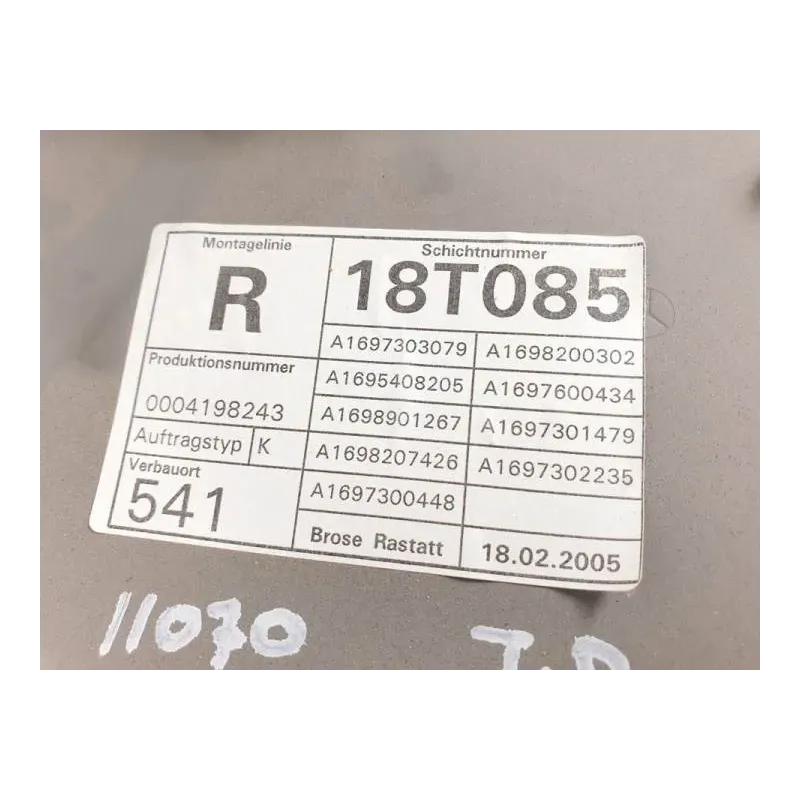 Montagelinie
R
Schichtnummer
18T085
Produktionsnummer
0004198243
Auftragstyp K
Verbauort
541
A1697303079 A1698200302
A1695408205 A1697600434
A1698901267 A1697301479
A1698207426 A1697302235
A1697300448
Brose Rastatt 18.02.2005
11070